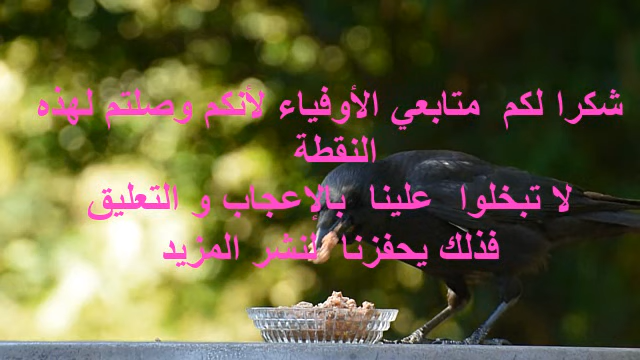 شكرا لكم متابعي الأوفياء لأنكم وصلتم لهذه
النقطة
لا تبخلوا علينا بالإعجاب و التعليق
فذلك يحفزنا لنشر المزيد